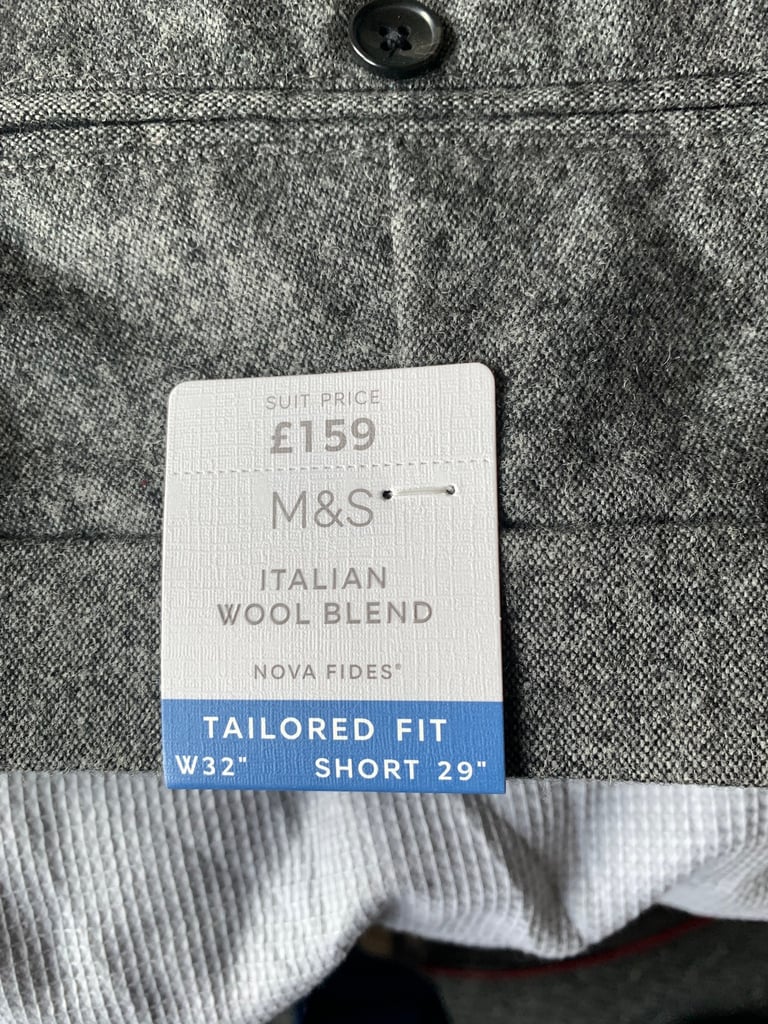 SUIT PRICE
£159
M&S
ITALIAN
WOOL BLEND
NOVA FIDES®
TAILORED FIT
W32" SHORT 29"